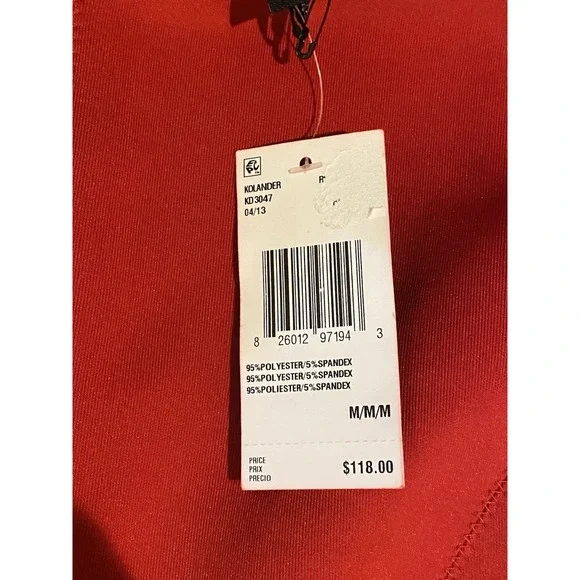 KOLANDER R
KD3047
04/13
8 26012 97194 3
95%POLYESTER/5%SPANDEX
95%POLYESTER/5%SPANDEX
95%POLIESTER/5%SPANDEX
M/M/M
PRICE
PRIX
PRECIO
$118.00